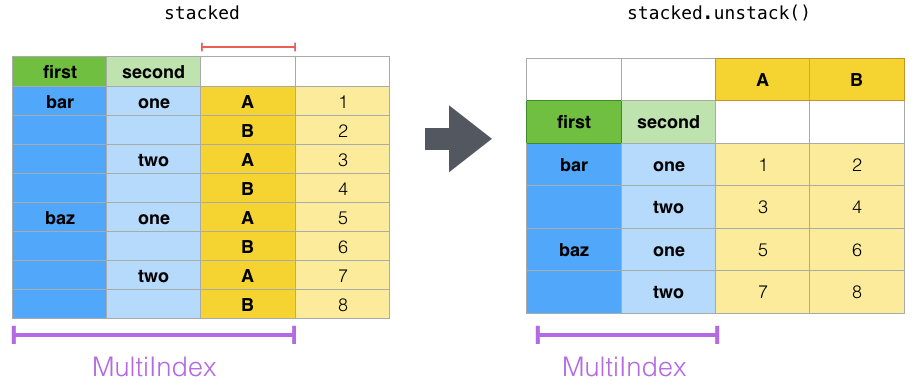 stacked
first second
bar one A 1
B 2
two A 3
B 4
baz one A 5
B 6
two A 7
B 8
MultiIndex
stacked.unstack()
A B
first second
bar one 1 2
two 3 4
baz one 5 6
two 7 8
MultiIndex